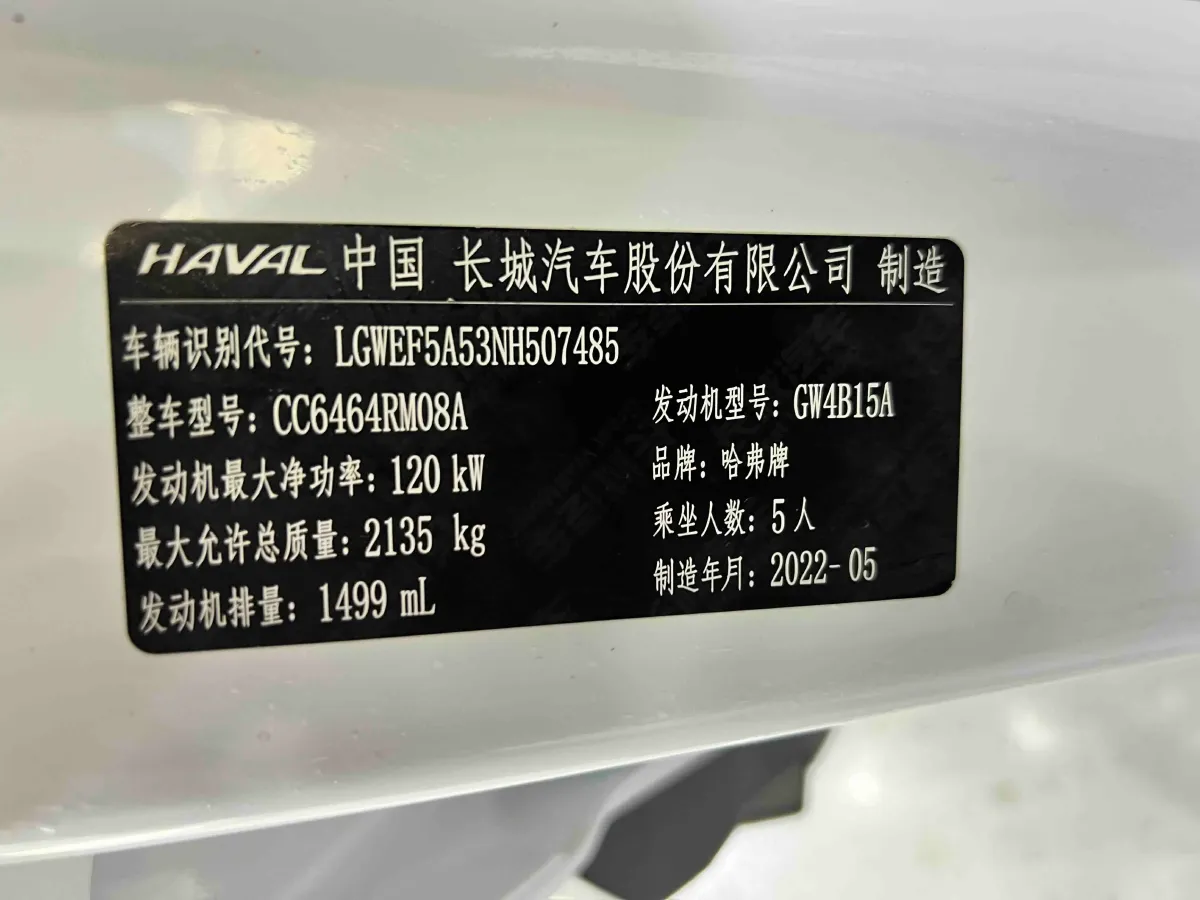 HAVAL 中国 长城汽车股份有限公司 制造
车辆识别代号：LGWEF5A53NH507485
整车型号：CC6464RM08A
发动机型号：GW4B15A
发动机最大净功率：120 kW
品牌：哈弗牌
最大允许总质量：2135 kg
乘坐人数：5人
发动机排量：1499 mL
制造年月：2022-05